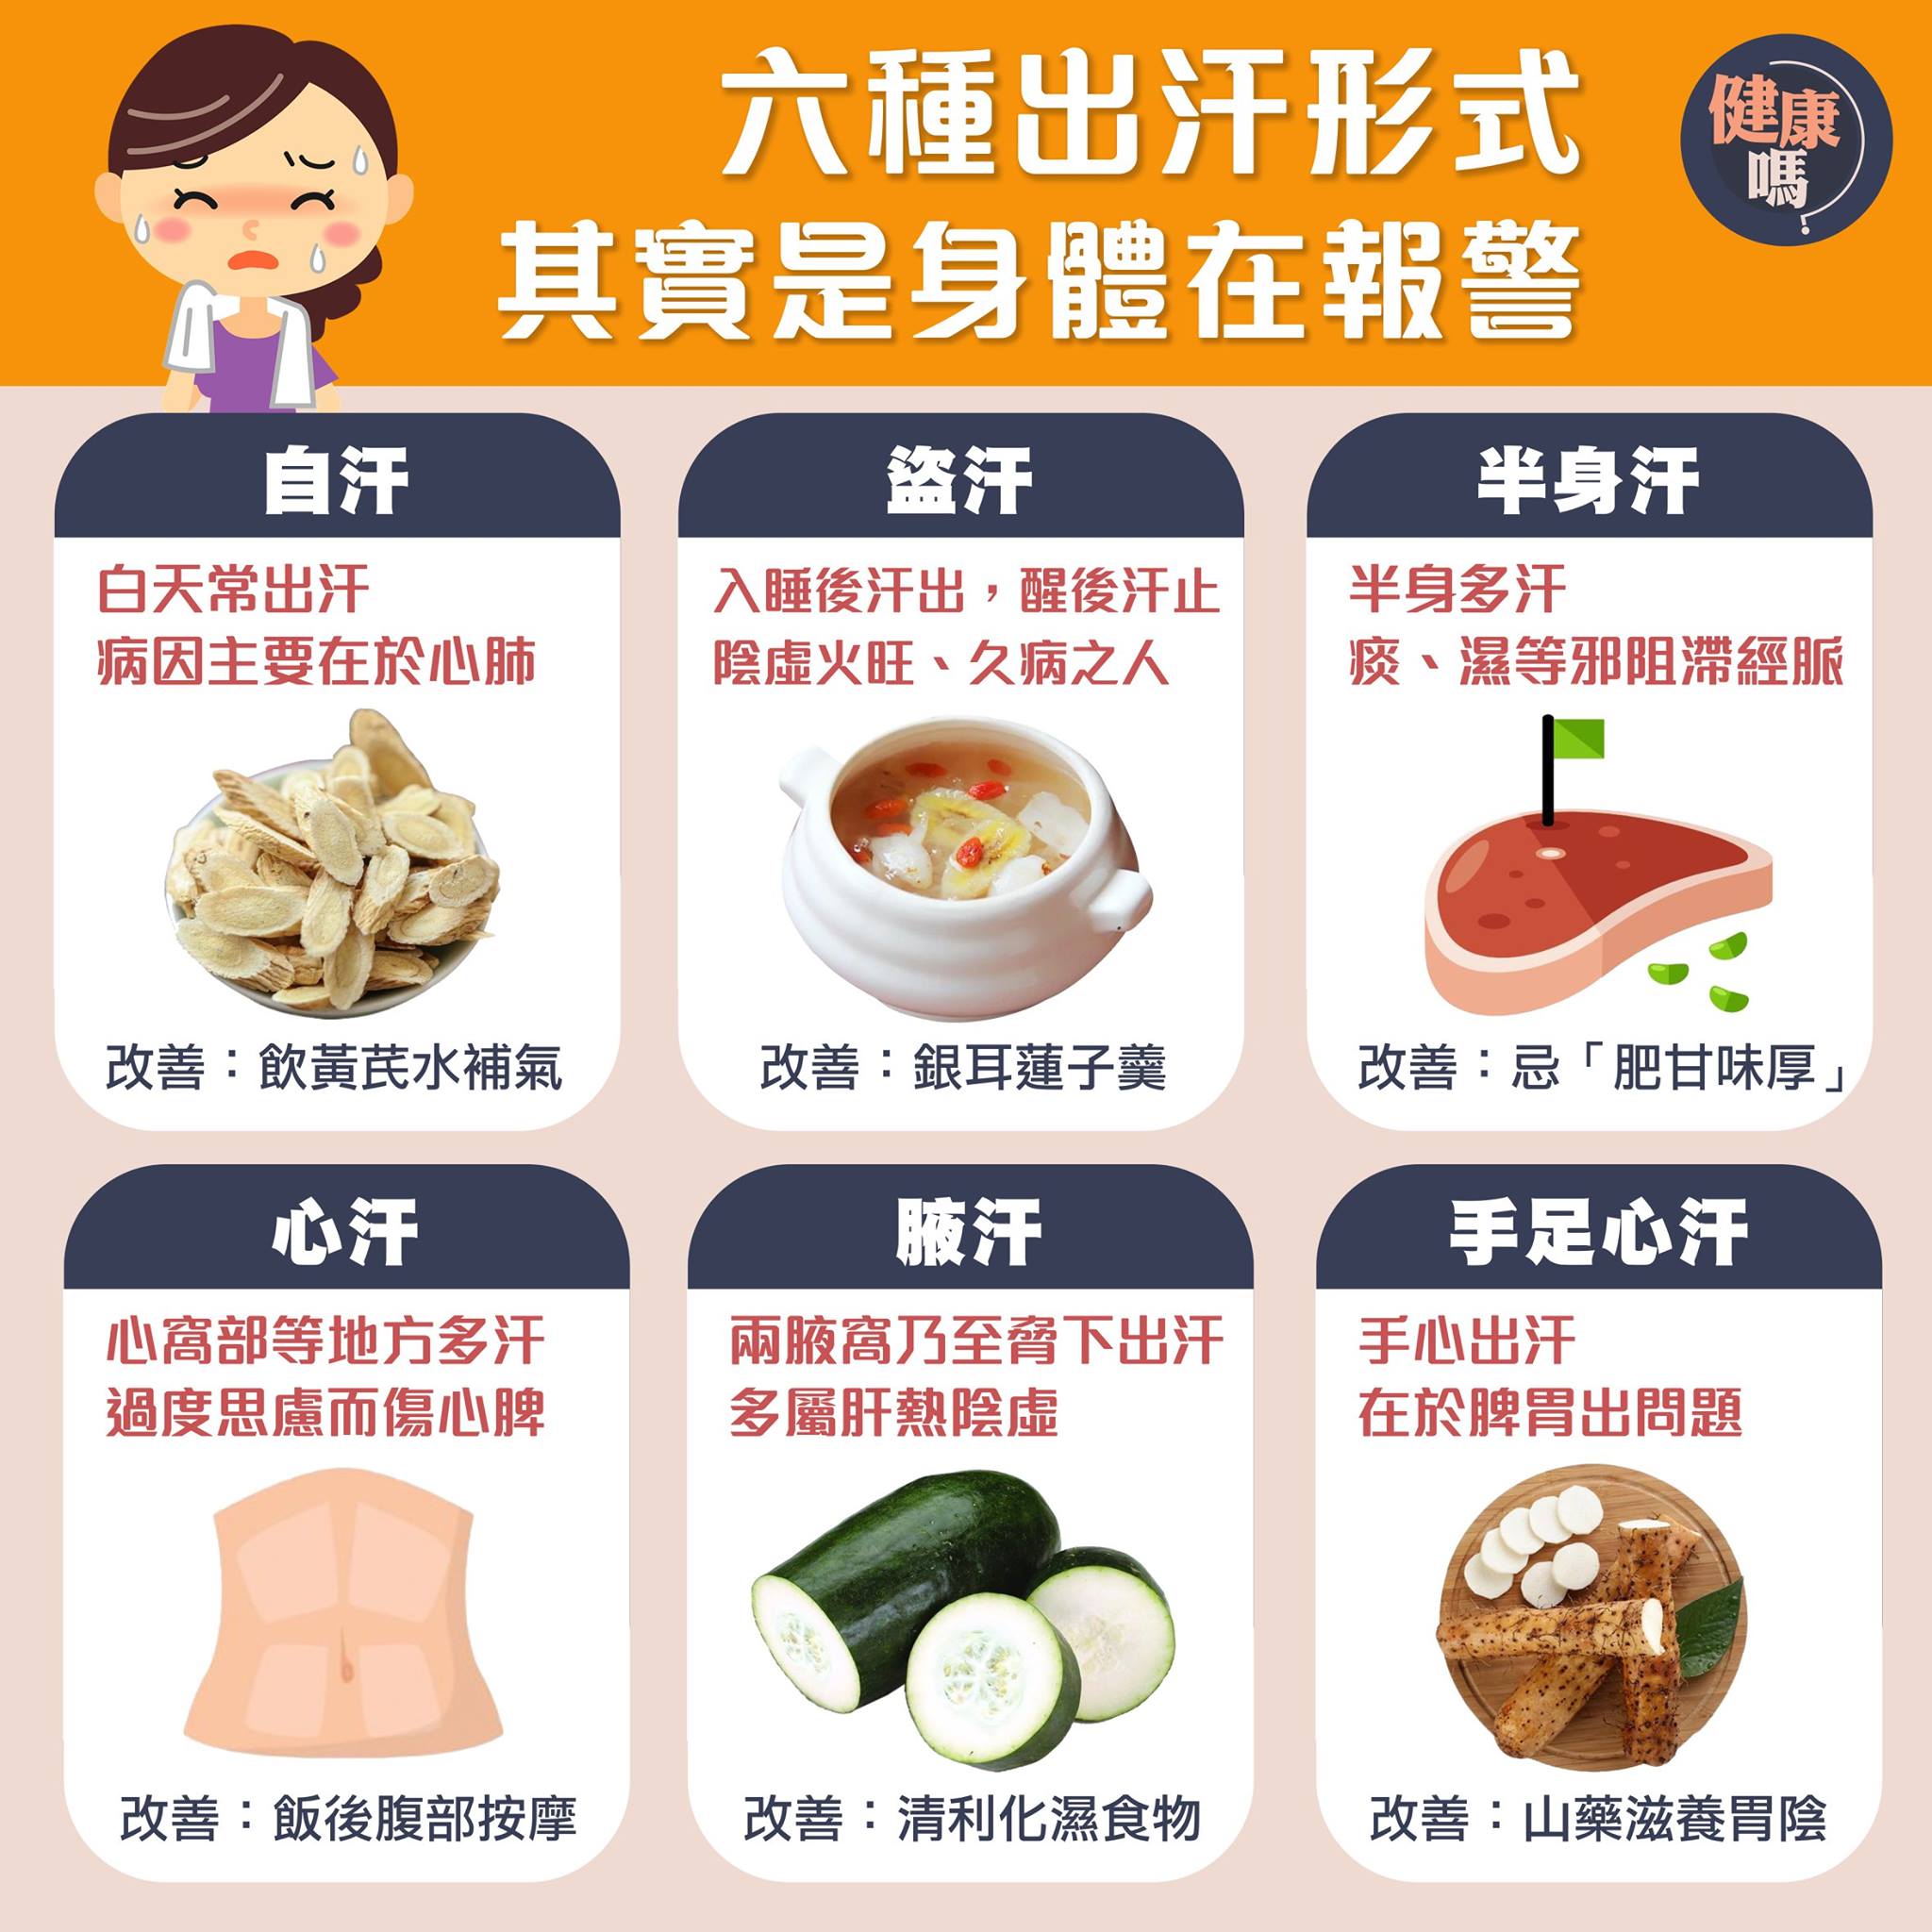 六種出汗形式
其實是身體在報警
健康
嗎?
自汗
白天常出汗
病因主要在於心肺
改善：飲黃芪水補氣
盜汗
入睡後汗出，醒後汗止
陰虛火旺、久病之人
改善：銀耳蓮子羹
半身汗
半身多汗
痰、濕等邪阻滯經脈
改善：忌「肥甘味厚」
心汗
心窩部等地方多汗
過度思慮而傷心脾
改善：飯後腹部按摩
腋汗
兩腋窩乃至脅下出汗
多屬肝熱陰虛
改善：清利化濕食物
手足心汗
手心出汗
在於脾胃出問題
改善：山藥滋養胃陰